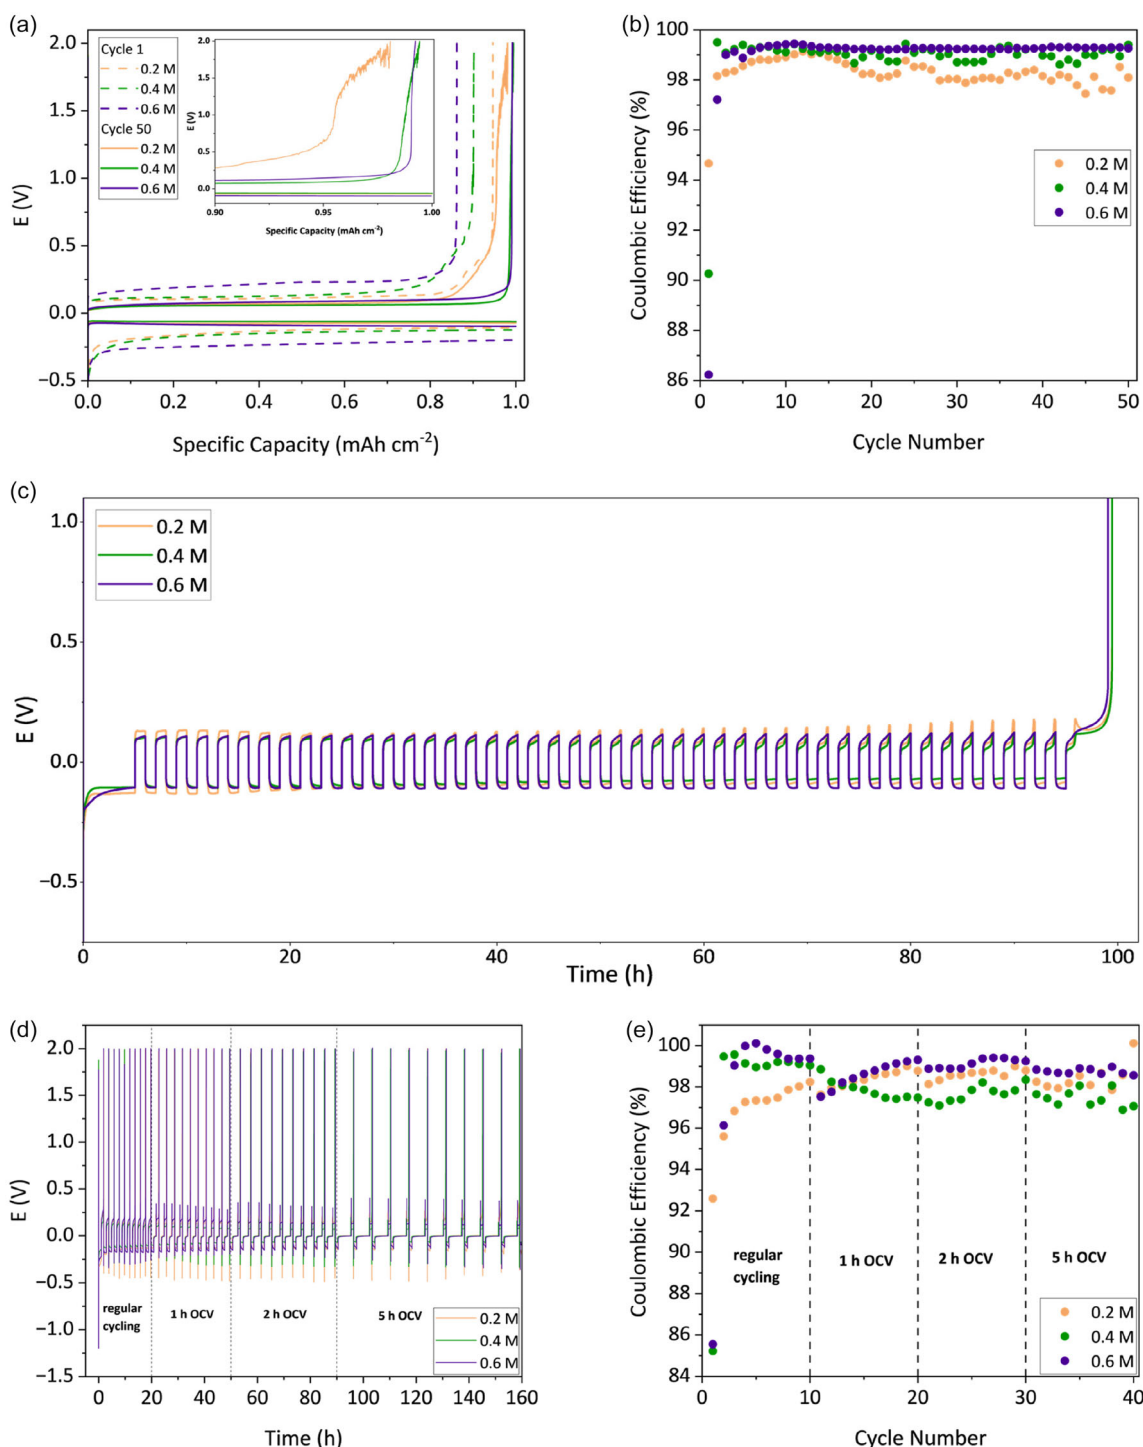 (a)
Cycle 1
0.2 M
0.4 M
0.6 M
Cycle 50
0.2 M
0.4 M
0.6 M
2.0
1.5
1.0
0.5
0.0
−0.5
E (V)
0.0 0.2 0.4 0.6 0.8 1.0
Specific Capacity (mAh cm⁻²)
2.0
1.5
1.0
0.5
0.0
E (V)
0.90 0.95 1.00
Specific Capacity (mAh cm⁻²)
(b)
100
98
96
94
92
90
88
86
Coulombic Efficiency (%)
0.2 M
0.4 M
0.6 M
0 10 20 30 40 50
Cycle Number
(c)
0.2 M
0.4 M
0.6 M
1.0
0.5
0.0
−0.5
E (V)
0 20 40 60 80 100
Time (h)
(d)
2.0
1.5
1.0
0.5
0.0
−0.5
−1.0
−1.5
E (V)
regular
cycling
1 h OCV
2 h OCV
5 h OCV
0.2 M
0.4 M
0.6 M
0 20 40 60 80 100 120 140 160
Time (h)
(e)
100
98
96
94
92
90
88
86
84
Coulombic Efficiency (%)
regular
cycling
1 h OCV
2 h OCV
5 h OCV
0.2 M
0.4 M
0.6 M
0 10 20 30 40
Cycle Number